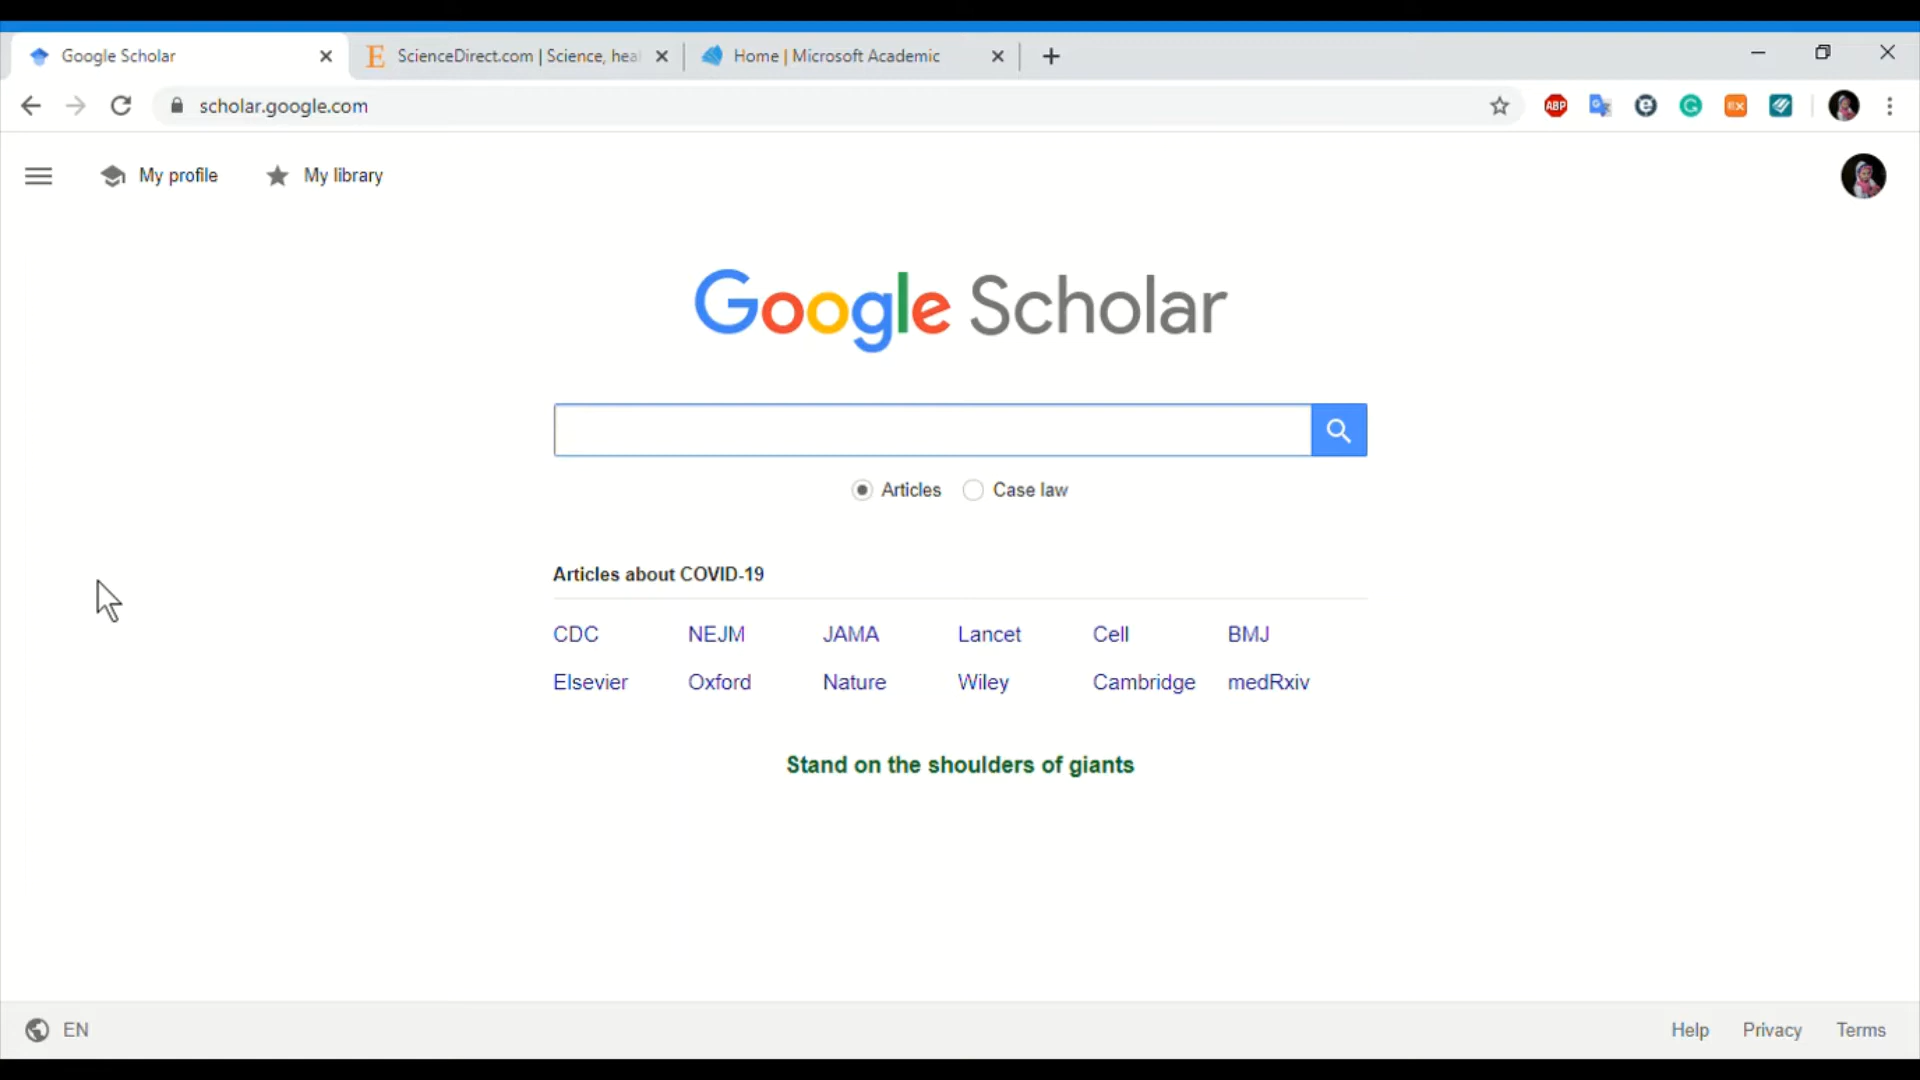 Google Scholar
ScienceDirect.com | Science, heal
Home | Microsoft Academic
scholar.google.com
ABP
My profile
My library
Google Scholar
Articles
Case law
Articles about COVID-19
CDC NEJM JAMA Lancet Cell BMJ
Elsevier Oxford Nature Wiley Cambridge medRxiv
Stand on the shoulders of giants
EN
Help Privacy Terms